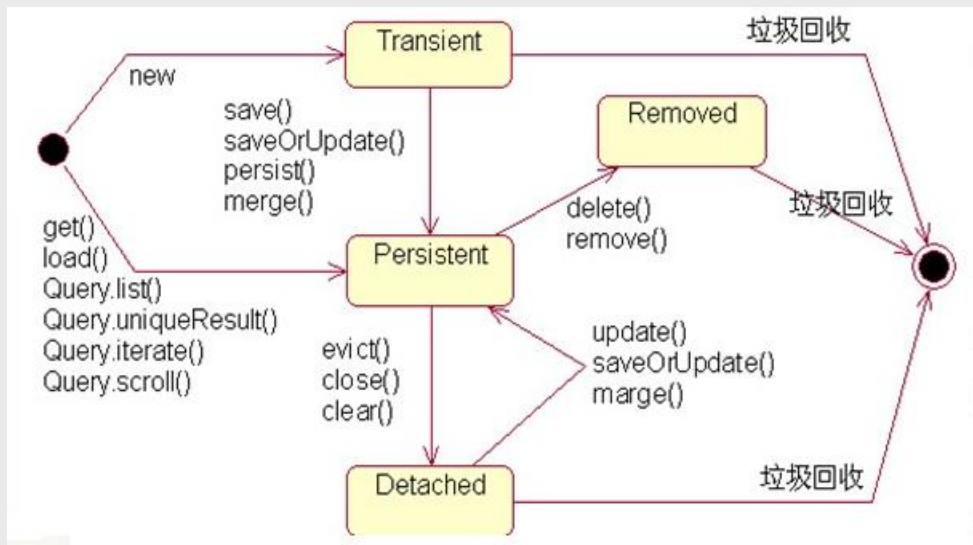 Transient
垃圾回收
new
save()
saveOrUpdate()
persist()
merge()
Removed
delete()
remove()
垃圾回收
get()
load()
Query.list()
Query.uniqueResult()
Query.iterate()
Query.scroll()
Persistent
evict()
close()
clear()
update()
saveOrUpdate()
marge()
Detached
垃圾回收